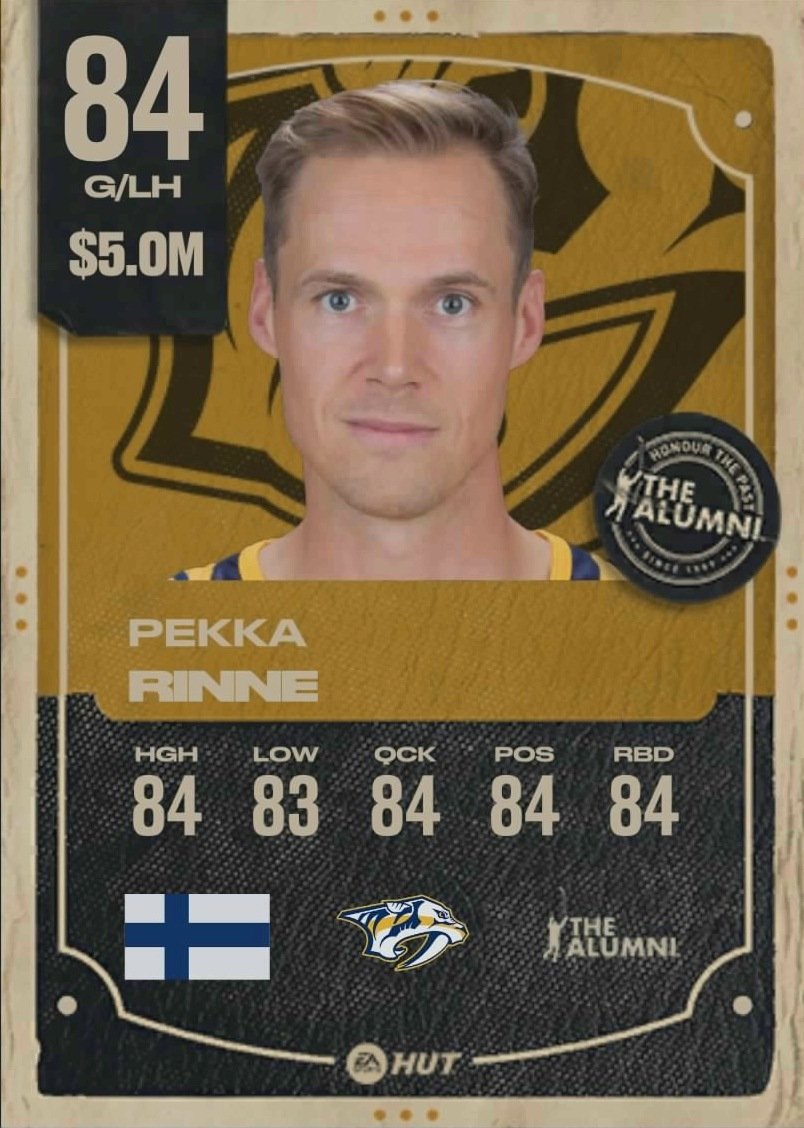 84
G/LH
$5.0M
HONOUR THE PAST
THE
ALUMNI
PEKKA
RINNE
HGH LOW QCK POS RBD
84 83 84 84 84
THE
ALUMNI
EA
HUT